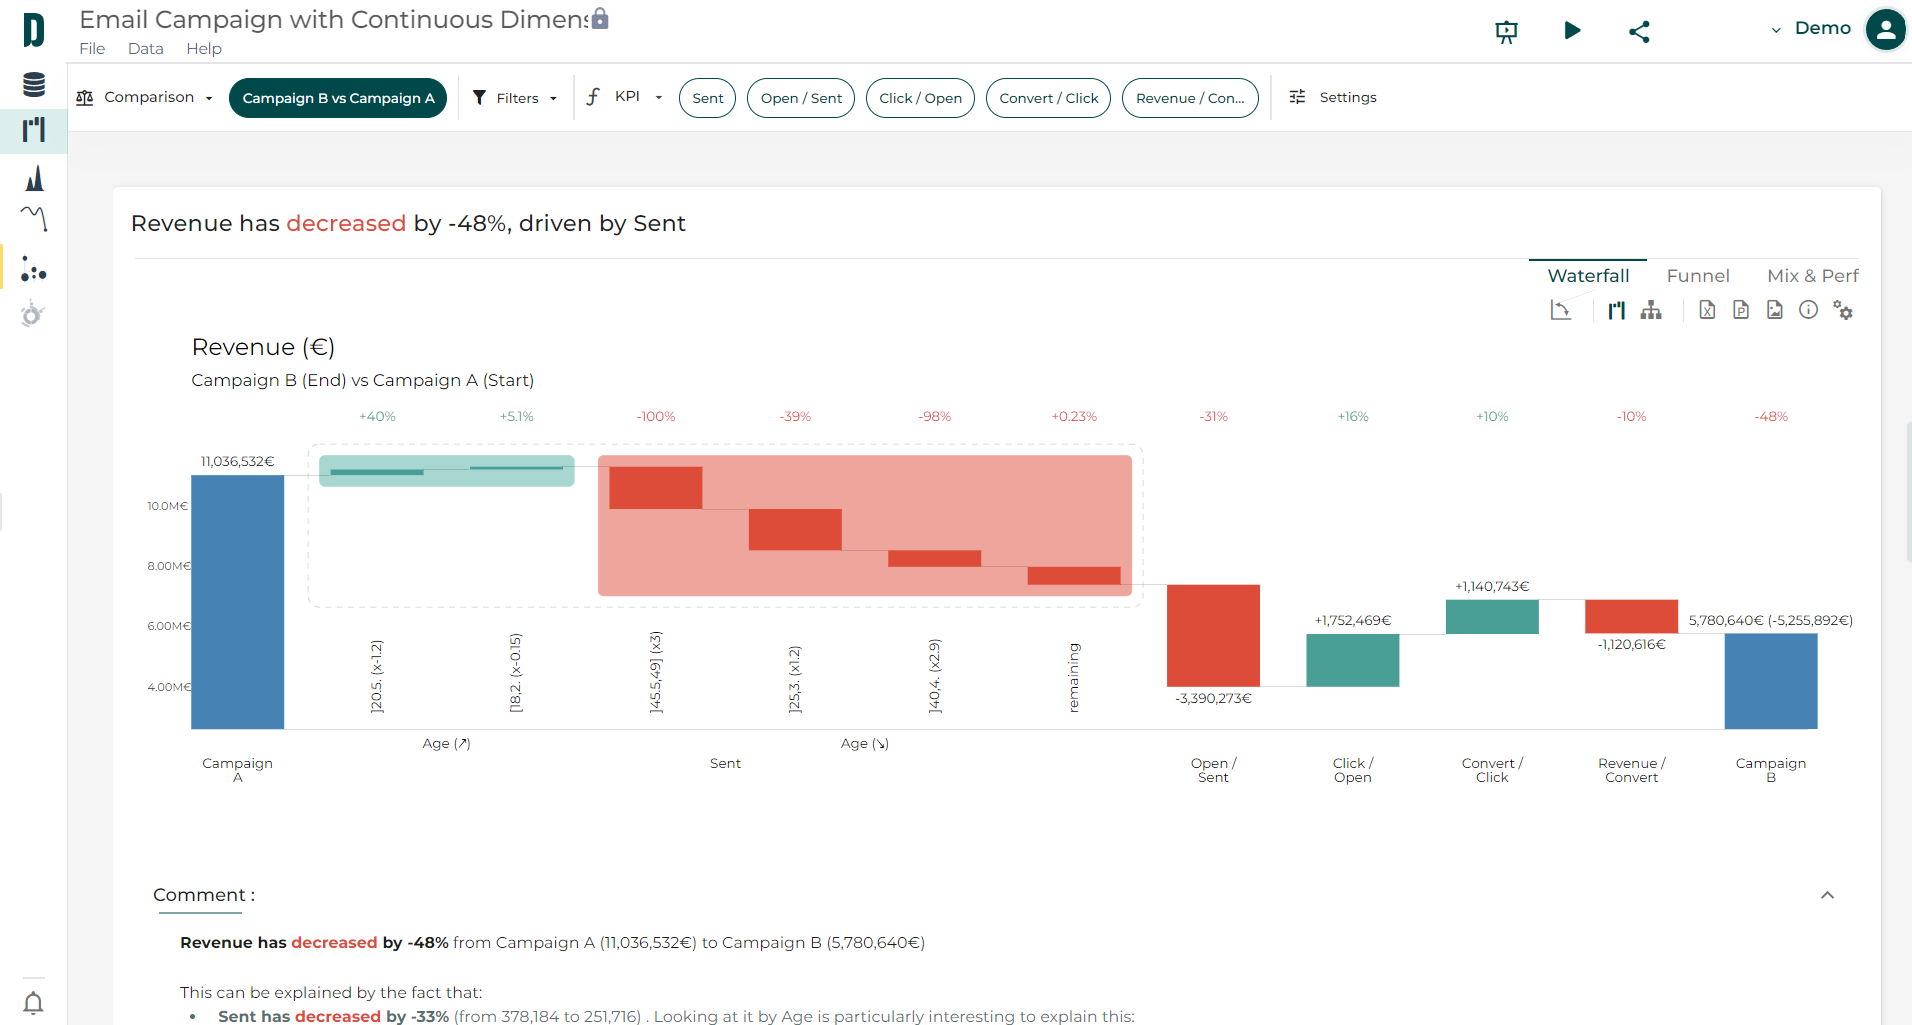 Email Campaign with Continuous Dimens
File Data Help
Demo
Comparison
Campaign B vs Campaign A
Filters
KPI
Sent
Open / Sent
Click / Open
Convert / Click
Revenue / Con...
Settings
Revenue has decreased by -48%, driven by Sent
Waterfall Funnel Mix & Perf
Revenue (€)
Campaign B (End) vs Campaign A (Start)
+40% +5.1% -100% -39% -98% +0.23% -31% +16% +10% -10% -48%
11,036,532€
10.0M€
8.00M€
6.00M€
4.00M€
]20.5. (x-1.2)
[18,2. (x-0.15)
]45.5,49] (x3)
]25,3. (x1.2)
]40,4. (x2.9)
remaining
-3,390,273€
+1,752,469€
+1,140,743€
-1,120,616€
5,780,640€ (-5,255,892€)
Age (↗) Age (↘)
Campaign A
Sent
Open / Sent
Click / Open
Convert / Click
Revenue / Convert
Campaign B
Comment :
Revenue has decreased by -48% from Campaign A (11,036,532€) to Campaign B (5,780,640€)
This can be explained by the fact that:
• Sent has decreased by -33% (from 378,184 to 251,716) . Looking at it by Age is particularly interesting to explain this: